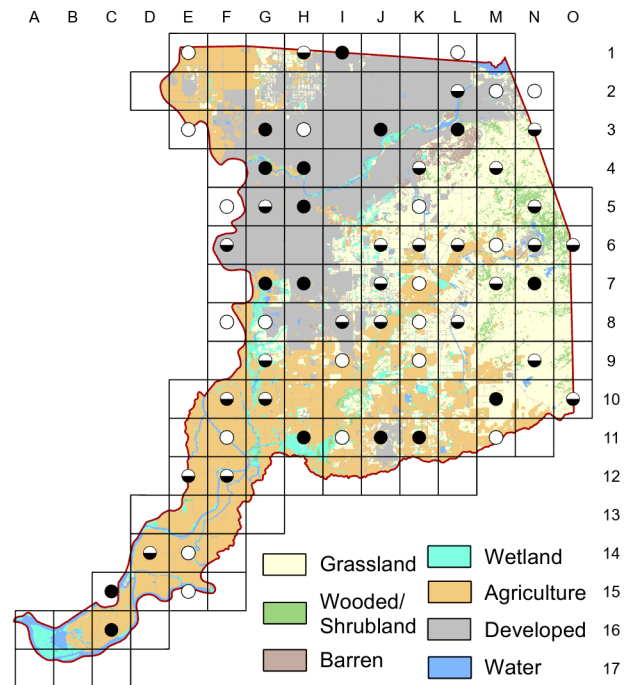 A B C D E F G H I J K L M N O
1
2
3
4
5
6
7
8
9
10
11
12
13
14
15
16
17
Grassland
Wooded/
Shrubland
Barren
Wetland
Agriculture
Developed
Water